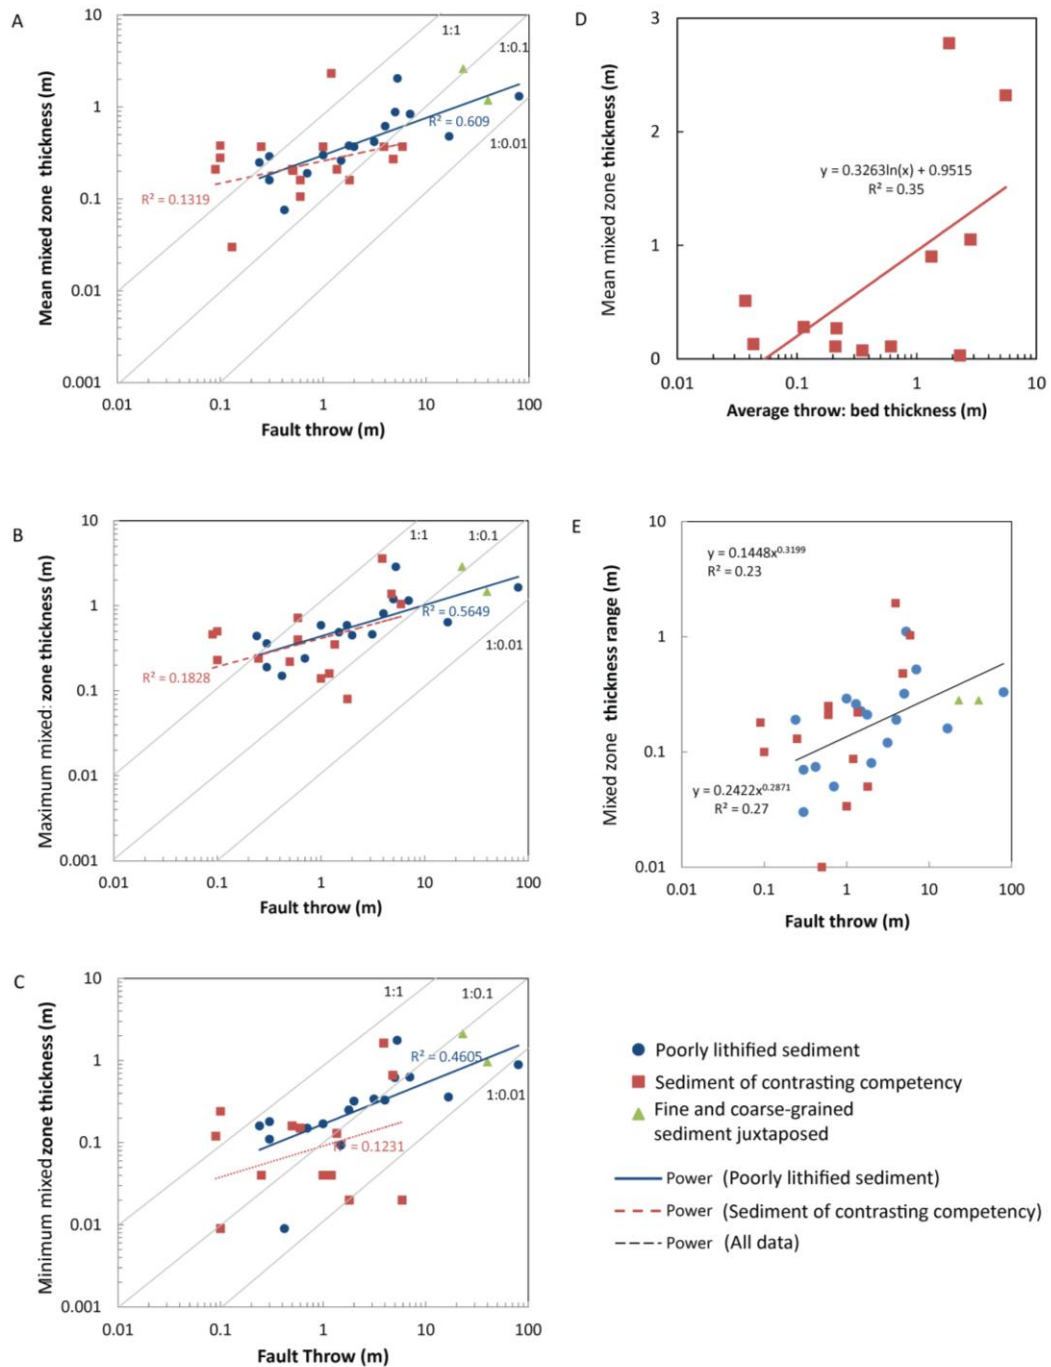 A
10
1
0.1
0.01
0.001
Mean mixed zone thickness (m)
1:1
1:0.1
1:0.01
R² = 0.609
R² = 0.1319
0.01
0.1
1
10
100
Fault throw (m)
D
3
2
1
0
Mean mixed zone thickness (m)
y = 0.3263ln(x) + 0.9515
R² = 0.35
0.01
0.1
1
10
Average throw: bed thickness (m)
B
10
1
0.1
0.01
0.001
Maximum mixed: zone thickness (m)
1:1
1:0.1
1:0.01
R² = 0.5649
R² = 0.1828
0.01
0.1
1
10
100
Fault throw (m)
E
10
1
0.1
0.01
Mixed zone thickness range (m)
y = 0.1448x^0.3199
R² = 0.23
y = 0.2422x^0.2871
R² = 0.27
0.01
0.1
1
10
100
Fault throw (m)
C
10
1
0.1
0.01
0.001
Minimum mixed zone thickness (m)
1:1
1:0.1
1:0.01
R² = 0.4605
R² = 0.1231
0.01
0.1
1
10
100
Fault Throw (m)
Poorly lithified sediment
Sediment of contrasting competency
Fine and coarse-grained
sediment juxtaposed
Power (Poorly lithified sediment)
Power (Sediment of contrasting competency)
Power (All data)